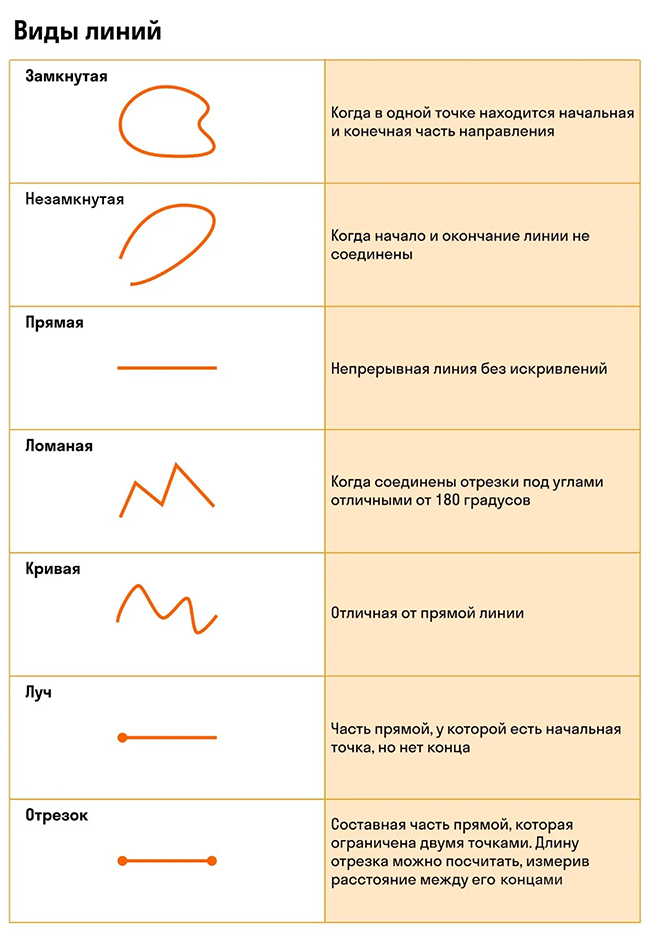 Виды линий
Замкнутая
Когда в одной точке находится начальная
и конечная часть направления
Незамкнутая
Когда начало и окончание линии не
соединены
Прямая
Непрерывная линия без искривлений
Ломаная
Когда соединены отрезки под углами
отличными от 180 градусов
Кривая
Отличная от прямой линии
Луч
Часть прямой, у которой есть начальная
точка, но нет конца
Отрезок
Составная часть прямой, которая
ограничена двумя точками. Длину
отрезка можно посчитать, измерив
расстояние между его концами